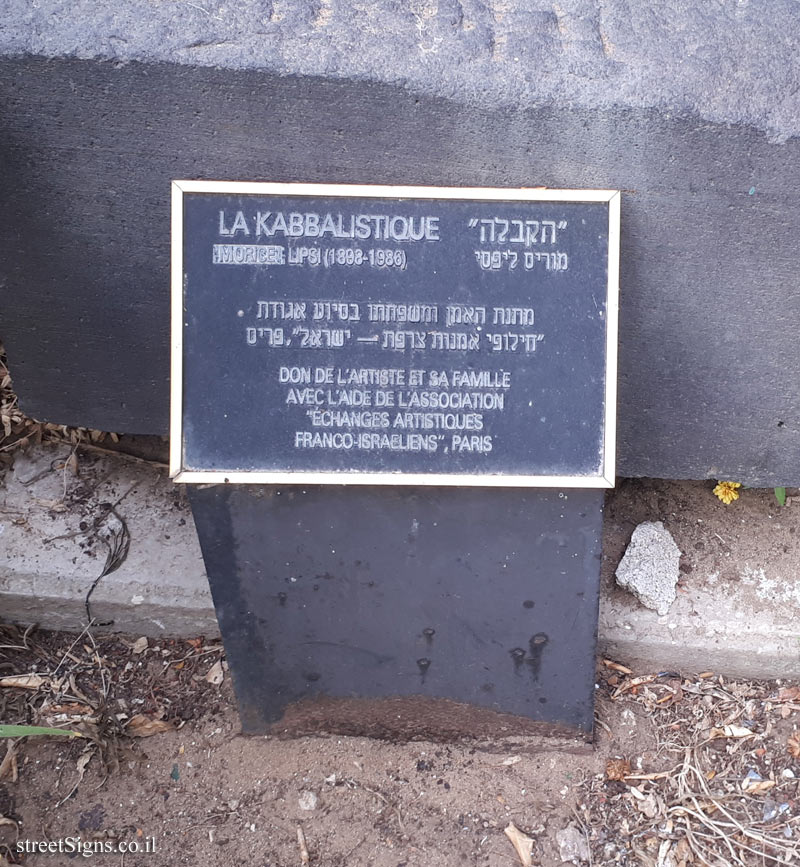 LA KABBALISTIQUE "הקבלה"
MORICE LIPSI (1898-1986) מוריס ליפסי
מתנת האמן ומשפחתו בסיוע אגודת
"חילופי אמנות צרפת — ישראל", פריס
DON DE L'ARTISTE ET SA FAMILLE
AVEC L'AIDE DE L'ASSOCIATION
"ÉCHANGES ARTISTIQUES
FRANCO-ISRAELIENS", PARIS
streetSigns.co.il